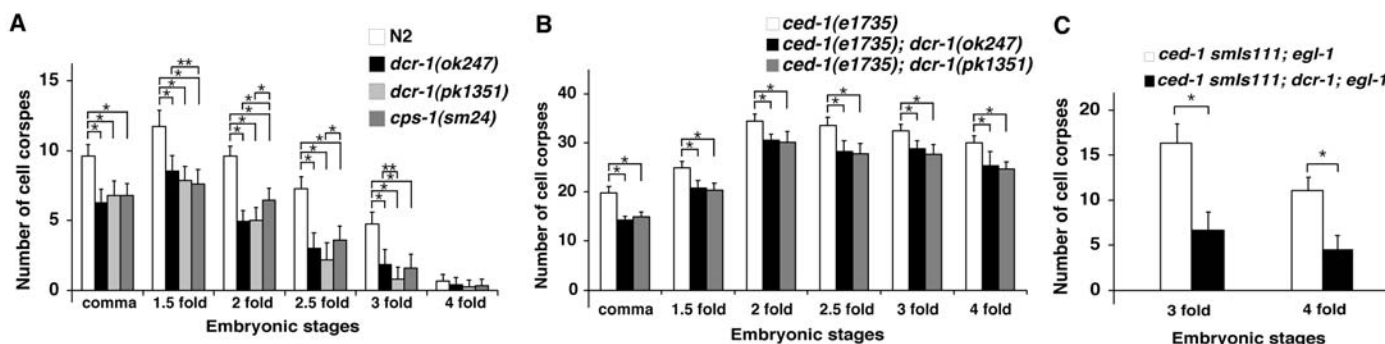 A
N2
dcr-1(ok247)
dcr-1(pk1351)
cps-1(sm24)
Number of cell corspes
15
10
5
0
** *
* * *
* * *
* * *
* * *
* * *
* * *
**
* *
* *
comma 1.5 fold 2 fold 2.5 fold 3 fold 4 fold
Embryonic stages
B
ced-1(e1735)
ced-1(e1735); dcr-1(ok247)
ced-1(e1735); dcr-1(pk1351)
Number of cell corpses
40
30
20
10
0
* * * * * *
* * * * * *
comma 1.5 fold 2 fold 2.5 fold 3 fold 4 fold
Embryonic stages
C
ced-1 smIs111; egl-1
ced-1 smIs111; dcr-1; egl-1
Number of cell corpses
20
15
10
5
0
*
*
3 fold 4 fold
Embryonic stages